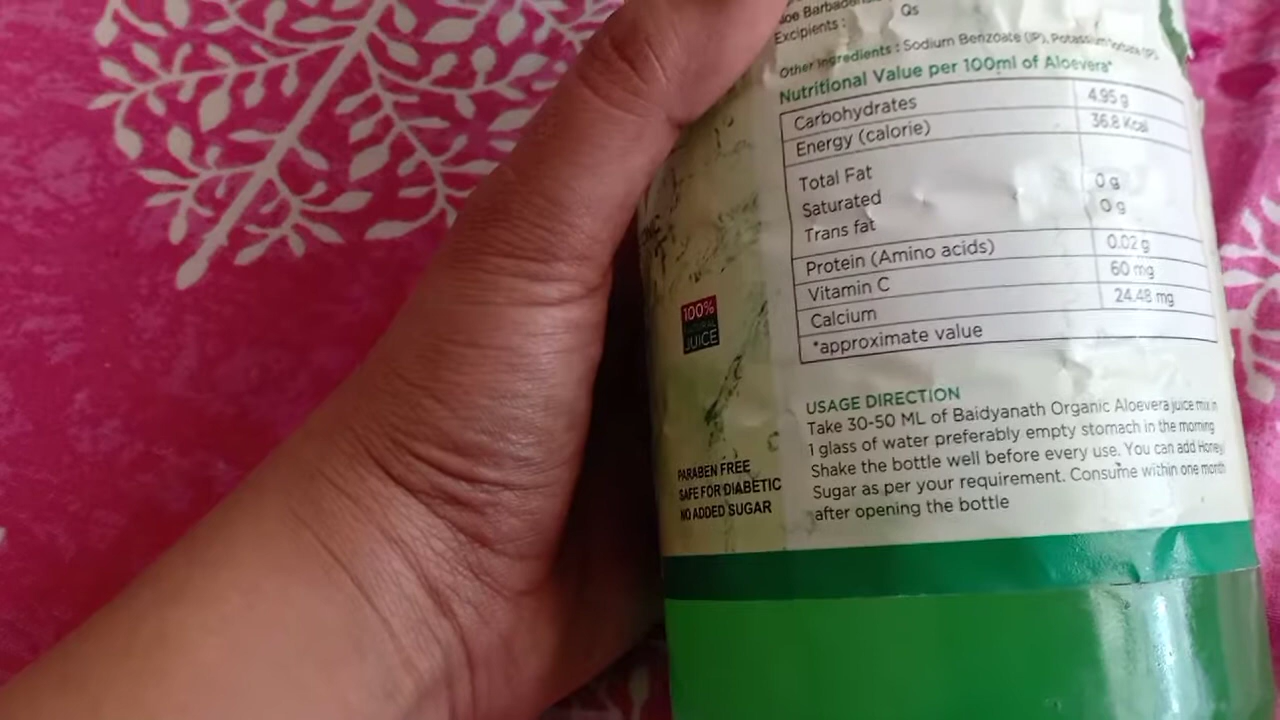 Excipients : Qs
Other Ingredients : Sodium Benzoate (IP), Potassium Sorbate (IP)
Nutritional Value per 100ml of Aloevera*
Carbohydrates 4.95 g
Energy (calorie) 36.8 Kcal
Total Fat
Saturated 0 g
Trans fat 0 g
Protein (Amino acids) 0.02 g
Vitamin C 60 mg
Calcium 24.48 mg
*approximate value
100%
NATURAL
JUICE
PARABEN FREE
SAFE FOR DIABETIC
NO ADDED SUGAR
USAGE DIRECTION
Take 30-50 ML of Baidyanath Organic Aloevera juice mix in
1 glass of water preferably empty stomach in the morning
Shake the bottle well before every use. You can add Honey
Sugar as per your requirement. Consume within one month
after opening the bottle